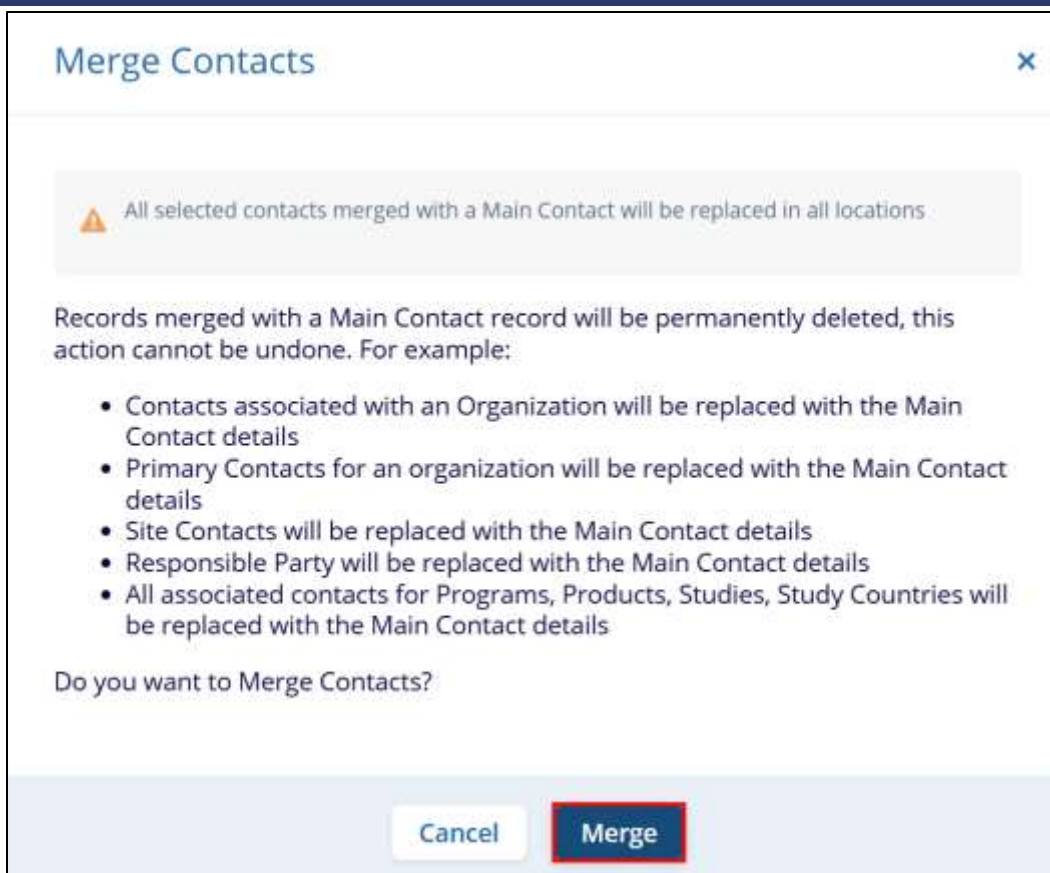 Merge Contacts
×
All selected contacts merged with a Main Contact will be replaced in all locations
Records merged with a Main Contact record will be permanently deleted, this
action cannot be undone. For example:
• Contacts associated with an Organization will be replaced with the Main
Contact details
• Primary Contacts for an organization will be replaced with the Main Contact
details
• Site Contacts will be replaced with the Main Contact details
• Responsible Party will be replaced with the Main Contact details
• All associated contacts for Programs, Products, Studies, Study Countries will
be replaced with the Main Contact details
Do you want to Merge Contacts?
Cancel Merge